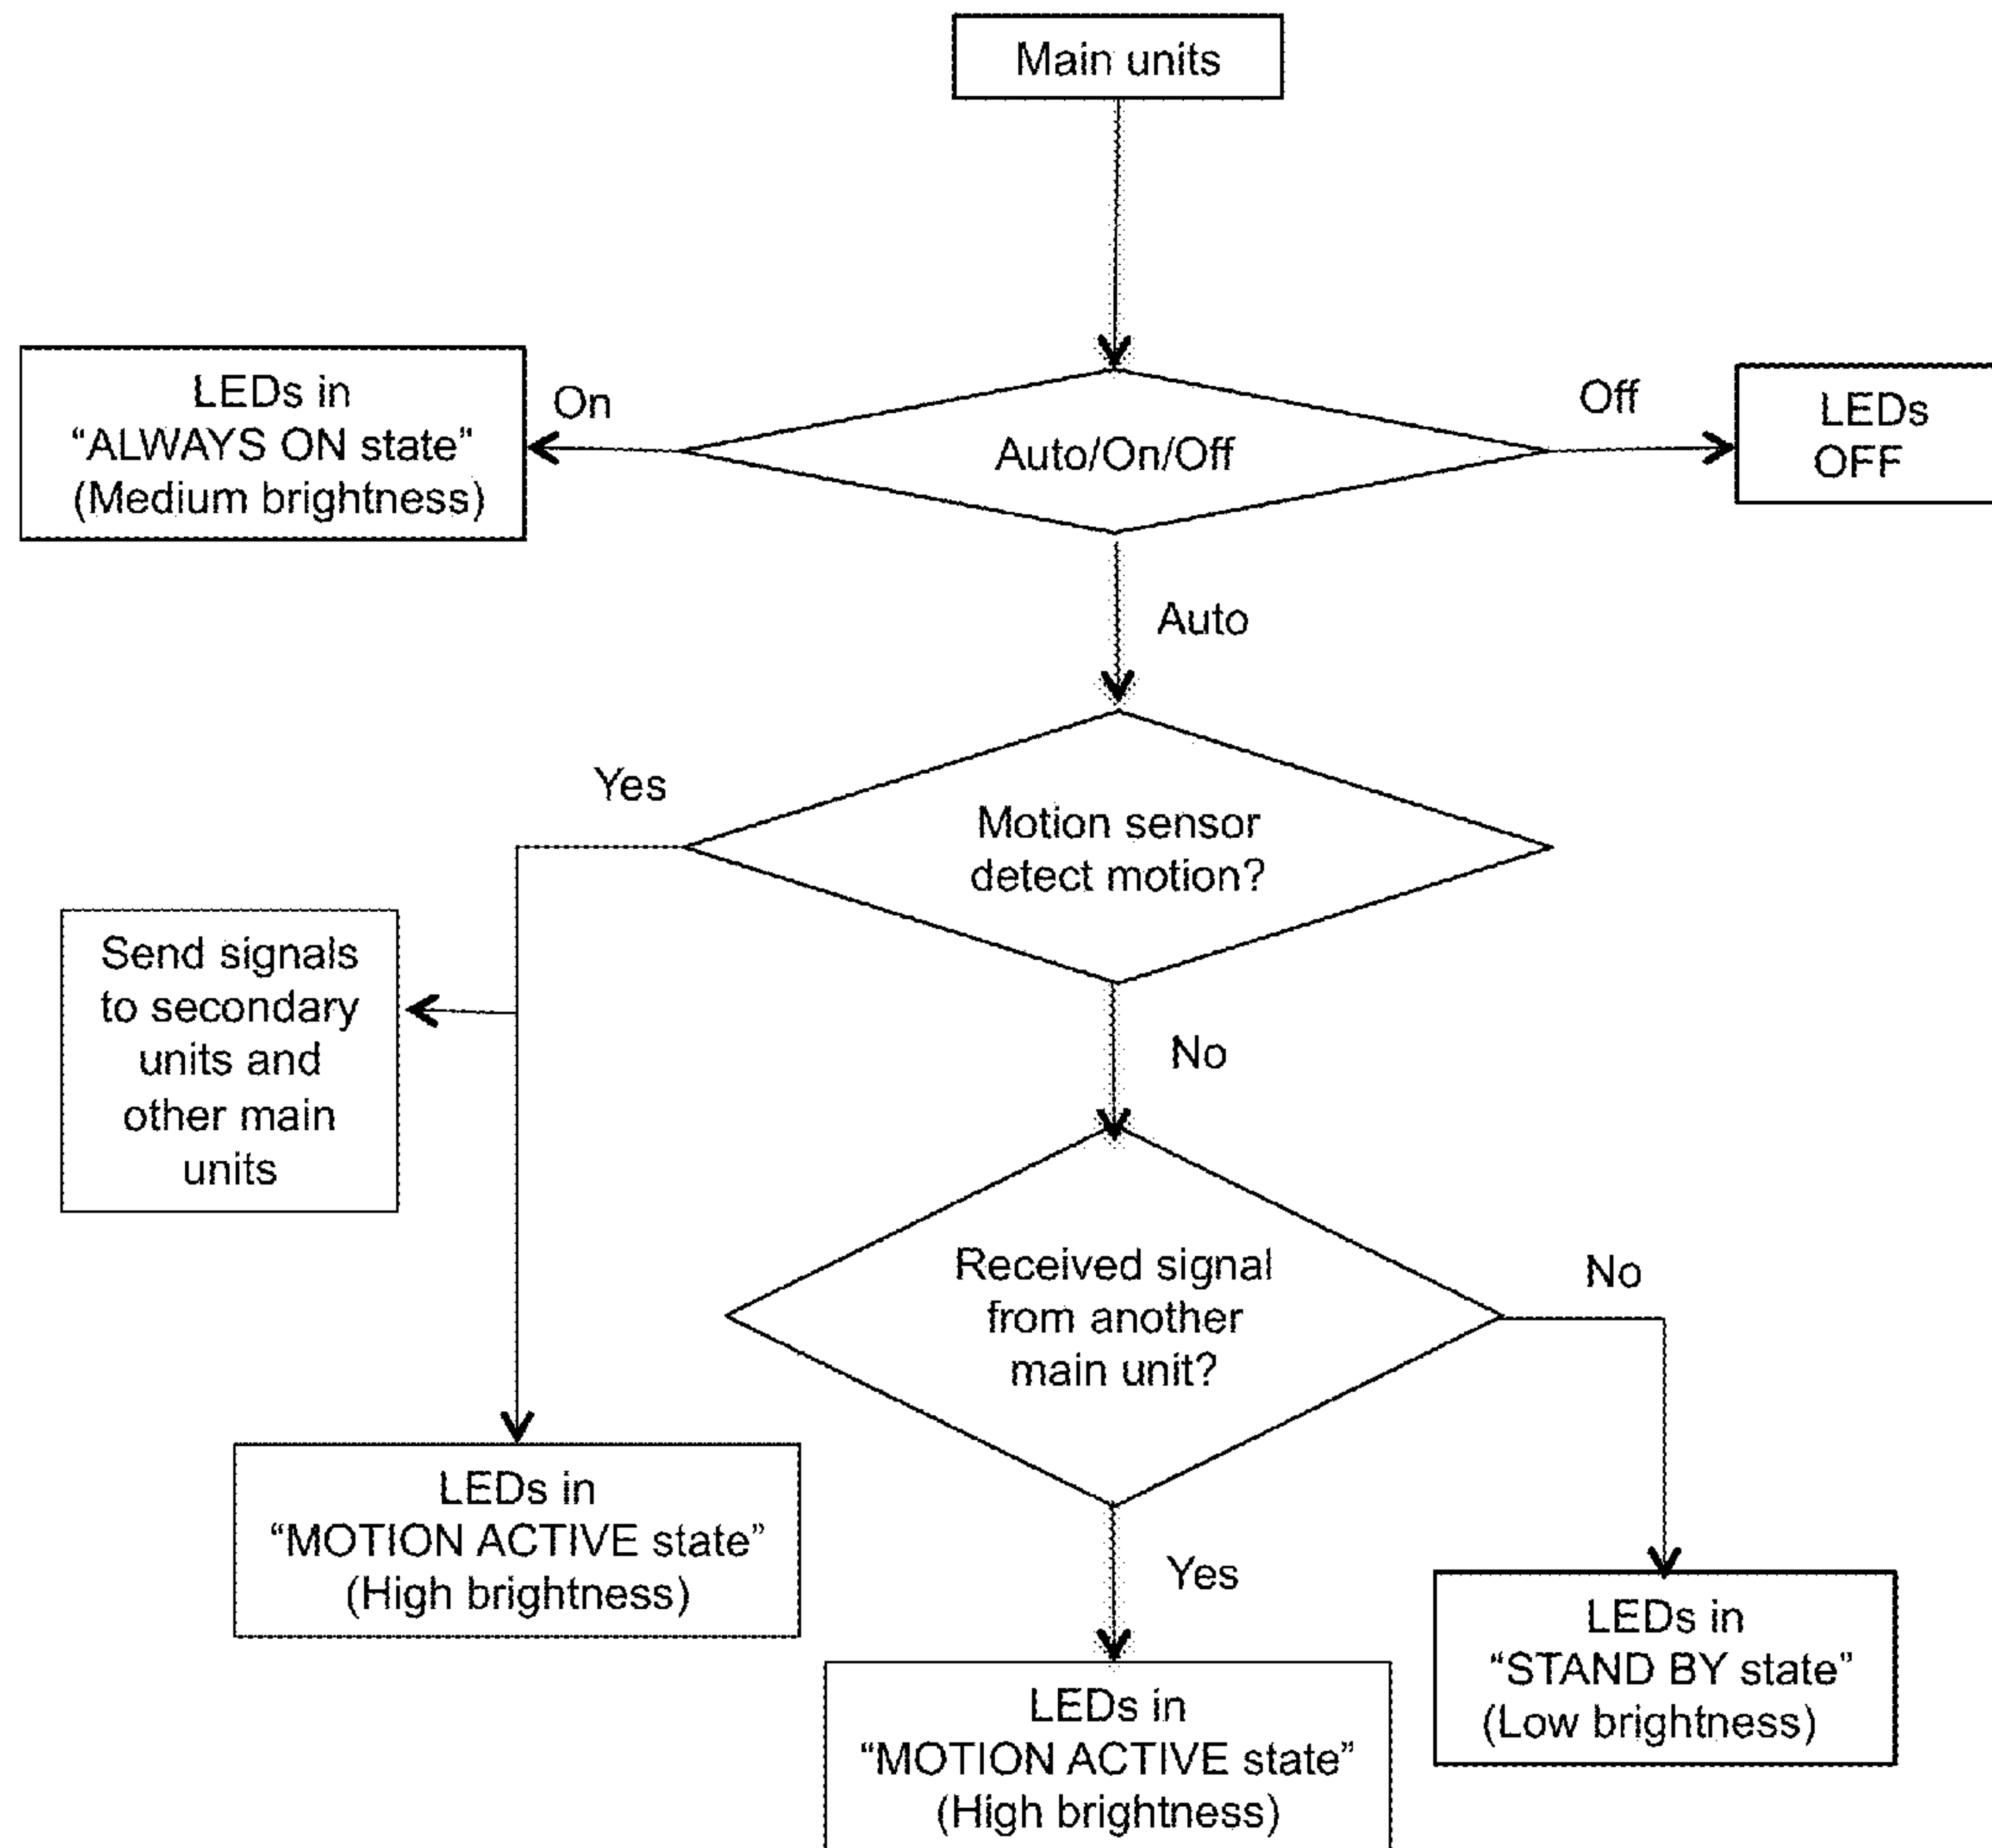 Main units
LEDs in
“ALWAYS ON state”
(Medium brightness)
On
Auto/On/Off
Off
LEDs
OFF
Auto
Yes
Motion sensor
detect motion?
Send signals
to secondary
units and
other main
units
No
Received signal
from another
main unit?
No
LEDs in
“MOTION ACTIVE state”
(High brightness)
Yes
LEDs in
“STAND BY state”
(Low brightness)
LEDs in
“MOTION ACTIVE state”
(High brightness)